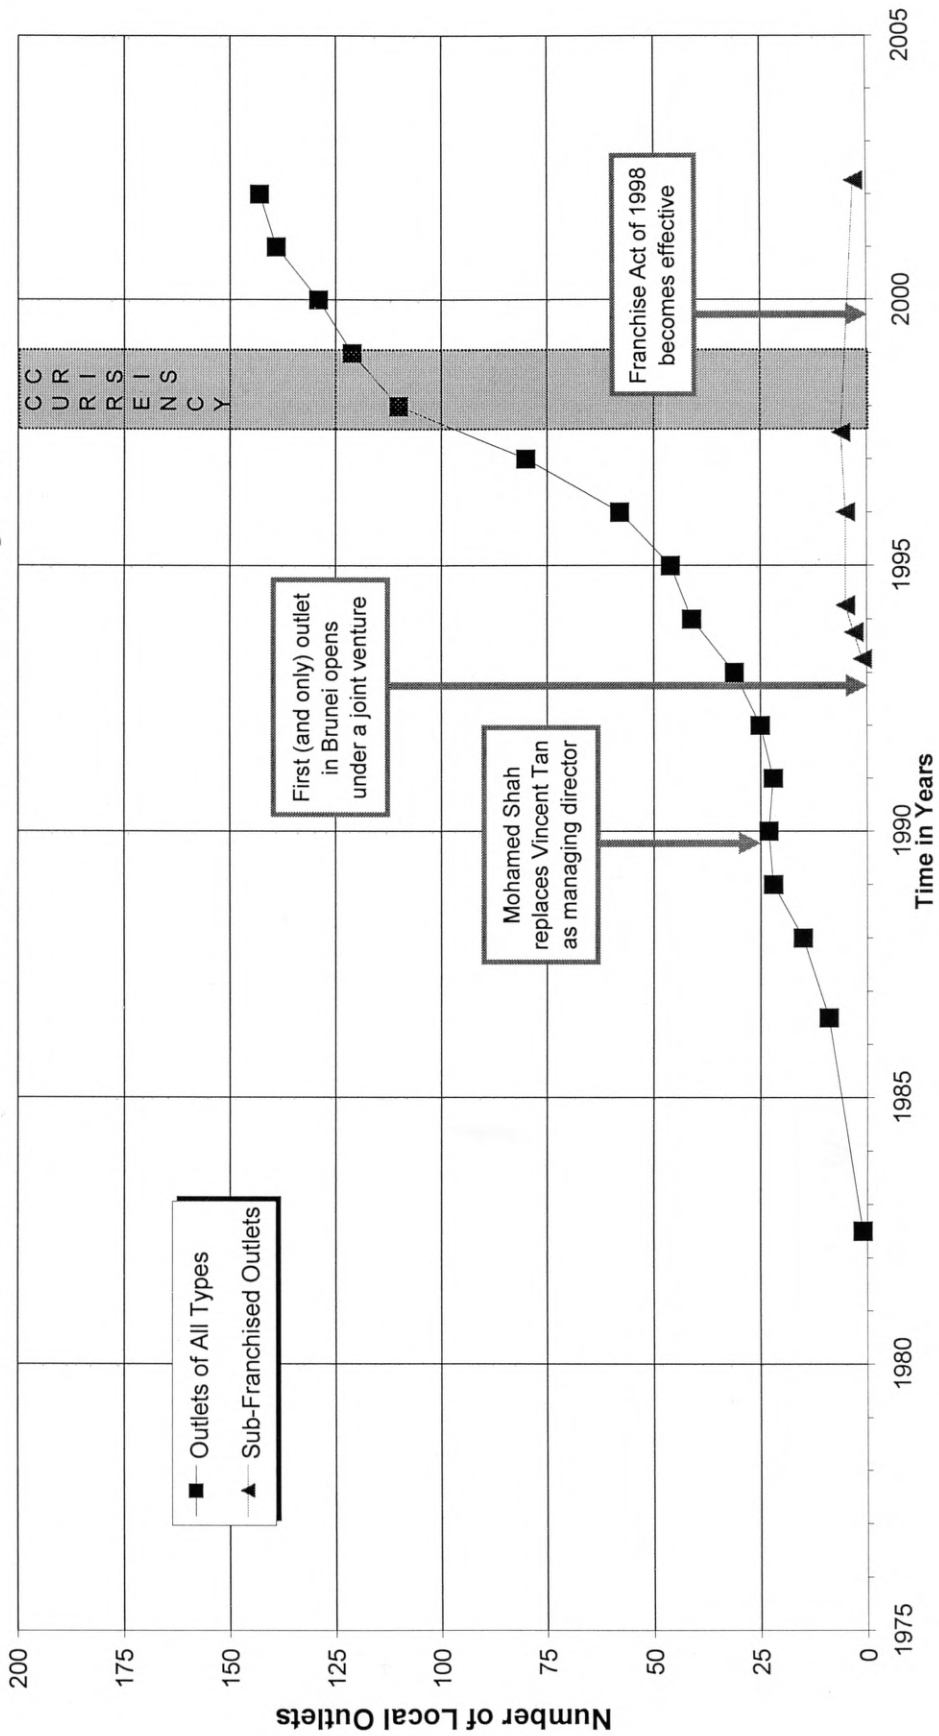 200
175
150
125
100
75
50
25
0
Number of Local Outlets
1975
1980
1985
1990
1995
2000
2005
Time in Years
Outlets of All Types
Sub-Franchised Outlets
Mohamed Shah
replaces Vincent Tan
as managing director
First (and only) outlet
in Brunei opens
under a joint venture
Franchise Act of 1998
becomes effective
CURRENCY
CRISIS